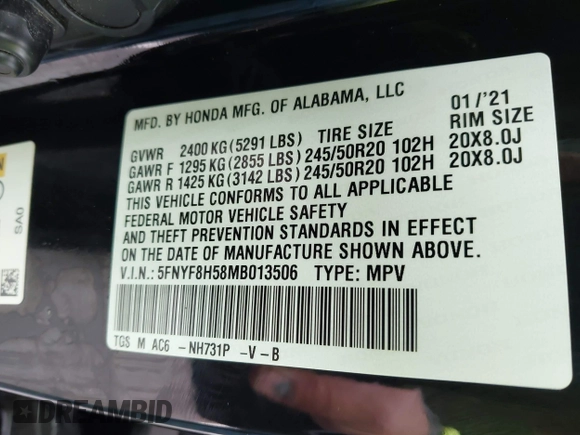 MFD. BY HONDA MFG. OF ALABAMA, LLC
01/'21
GVWR 2400 KG (5291 LBS) TIRE SIZE RIM SIZE
GAWR F 1295 KG (2855 LBS) 245/50R20 102H 20X8.0J
GAWR R 1425 KG (3142 LBS) 245/50R20 102H 20X8.0J
THIS VEHICLE CONFORMS TO ALL APPLICABLE
FEDERAL MOTOR VEHICLE SAFETY
AND THEFT PREVENTION STANDARDS IN EFFECT
ON THE DATE OF MANUFACTURE SHOWN ABOVE.
V.I.N.: 5FNYF8H58MB013506 TYPE: MPV
TGS M AC6 -NH731P -V-B
SA0
DREAMBID